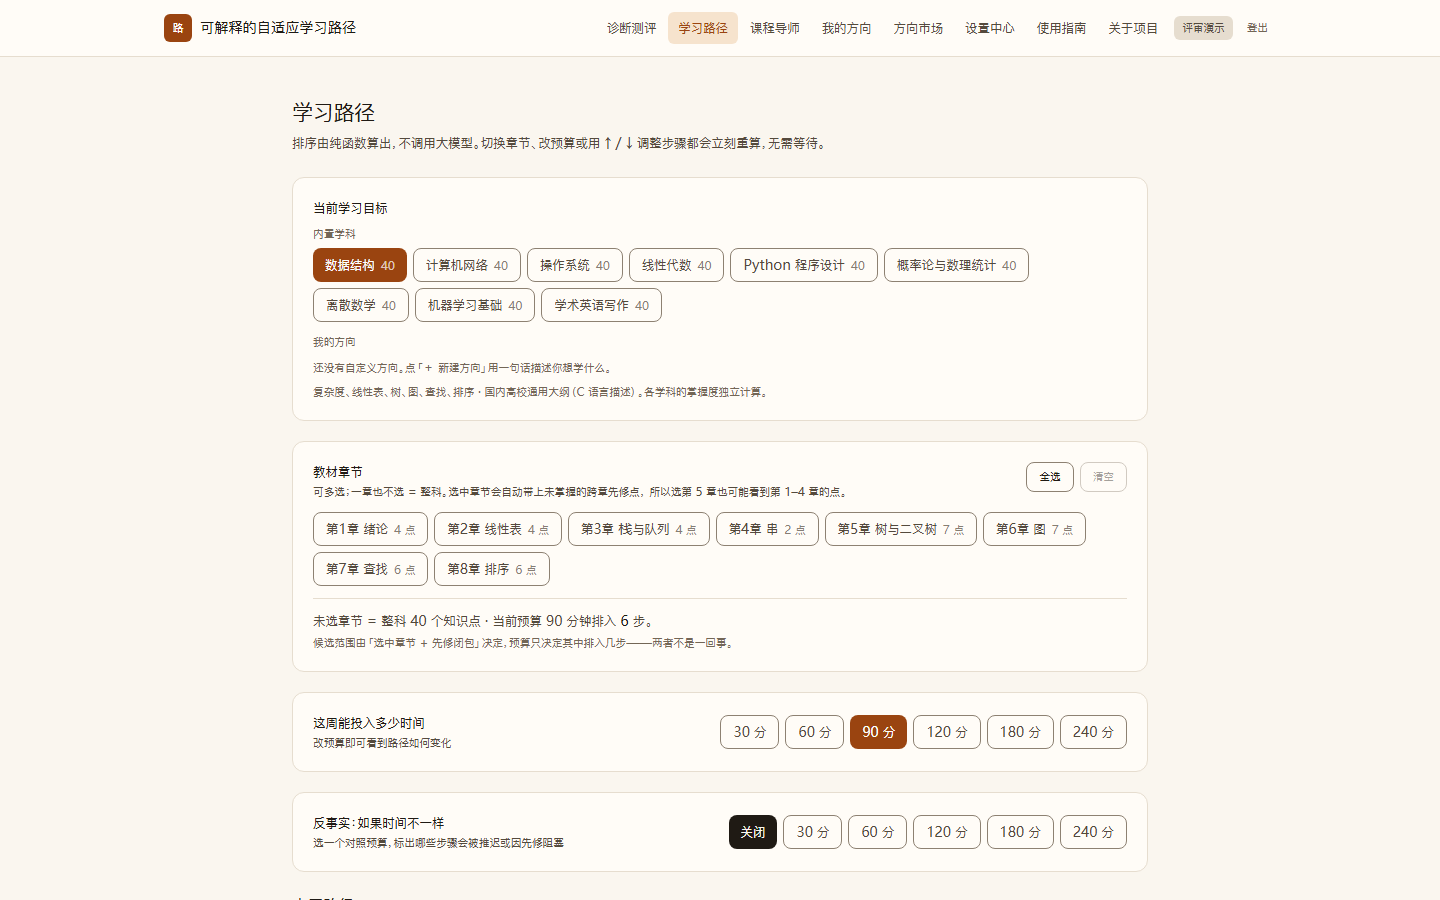 路 可解释的自适应学习路径 诊断测评 学习路径 课程导师 我的方向 方向市场 设置中心 使用指南 关于项目 评审演示 登出
学习路径
排序由纯函数算出，不调用大模型。切换章节、改预算或用 ↑ / ↓ 调整步骤都会立刻重算，无需等待。
当前学习目标
内置学科
数据结构 40 计算机网络 40 操作系统 40 线性代数 40 Python 程序设计 40 概率论与数理统计 40
离散数学 40 机器学习基础 40 学术英语写作 40
我的方向
还没有自定义方向。点「+ 新建方向」用一句话描述你想学什么。
复杂度、线性表、树、图、查找、排序 · 国内高校通用大纲（C 语言描述）。各学科的掌握度独立计算。
教材章节 全选 清空
可多选；一章也不选 = 整科。选中章节会自动带上未掌握的跨章先修点，所以选第 5 章也可能看到第 1–4 章的点。
第1章 绪论 4 点 第2章 线性表 4 点 第3章 栈与队列 4 点 第4章 串 2 点 第5章 树与二叉树 7 点 第6章 图 7 点
第7章 查找 6 点 第8章 排序 6 点
未选章节 = 整科 40 个知识点 · 当前预算 90 分钟排入 6 步。
候选范围由「选中章节 + 先修闭包」决定，预算只决定其中排入几步——两者不是一回事。
这周能投入多少时间 30 分 60 分 90 分 120 分 180 分 240 分
改预算即可看到路径如何变化
反事实：如果时间不一样 关闭 30 分 60 分 120 分 180 分 240 分
选一个对照预算，标出哪些步骤会被推迟或因先修阻塞